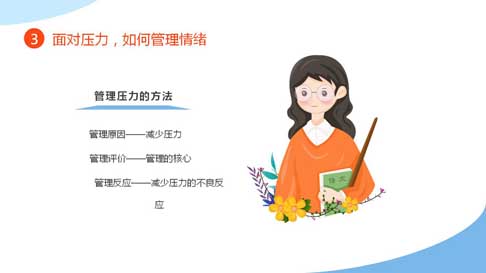 3 面对压力，如何管理情绪
管理压力的方法
管理原因——减少压力
管理评价——管理的核心
管理反应——减少压力的不良反
应
作文